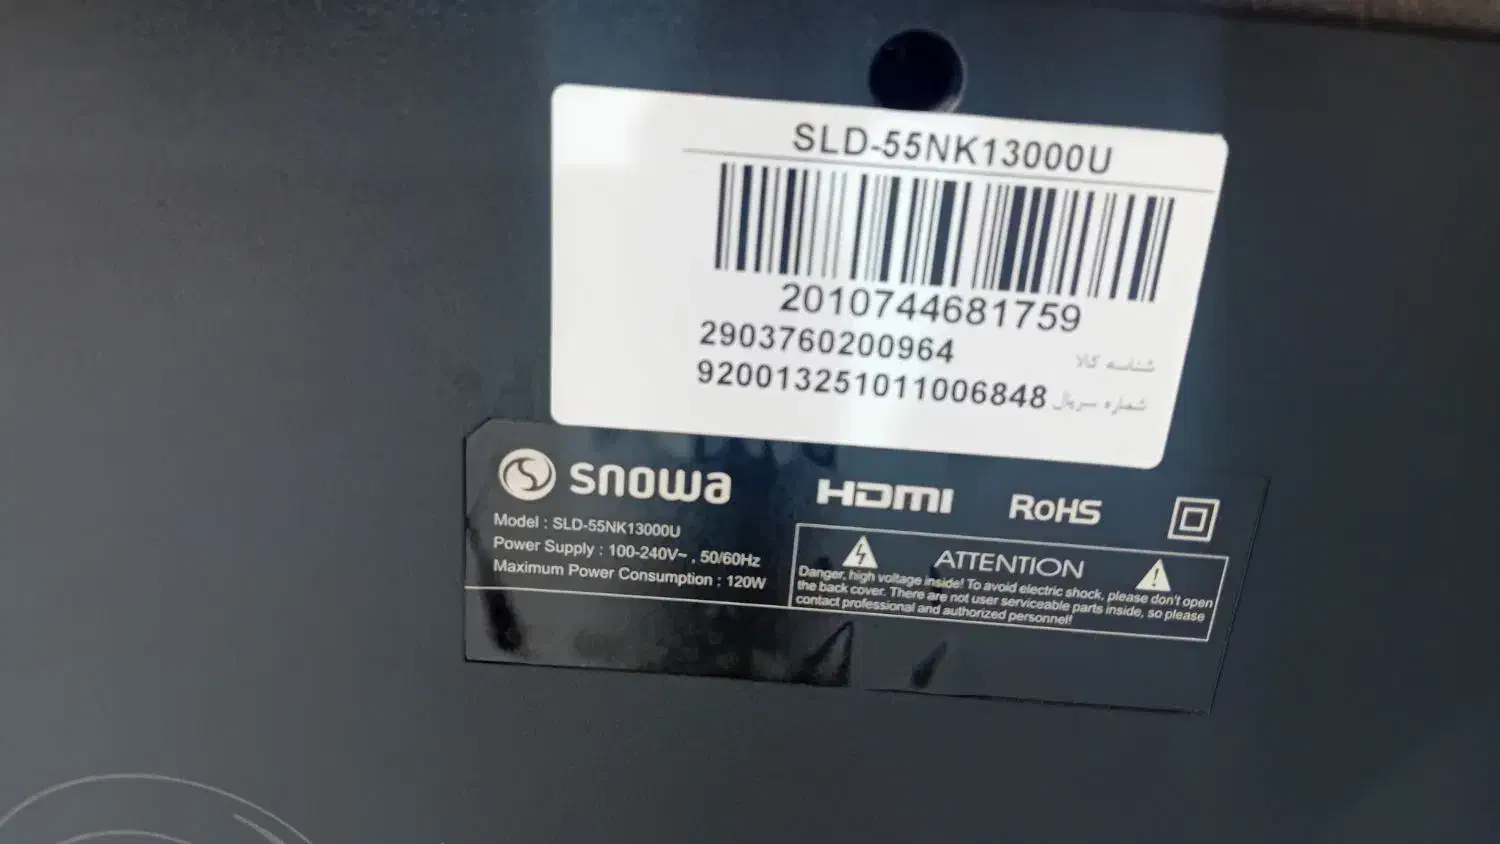 SLD-55NK13000U
2010744681759
2903760200964 شناسه کالا
920013251011006848 شماره سریال
snowa HDMI RoHS
Model : SLD-55NK13000U
Power Supply : 100-240V~ , 50/60Hz
Maximum Power Consumption : 120W
ATTENTION
Danger, high voltage inside! To avoid electric shock, please don't open
the back cover. There are not user serviceable parts inside, so please
contact professional and authorized personnel!